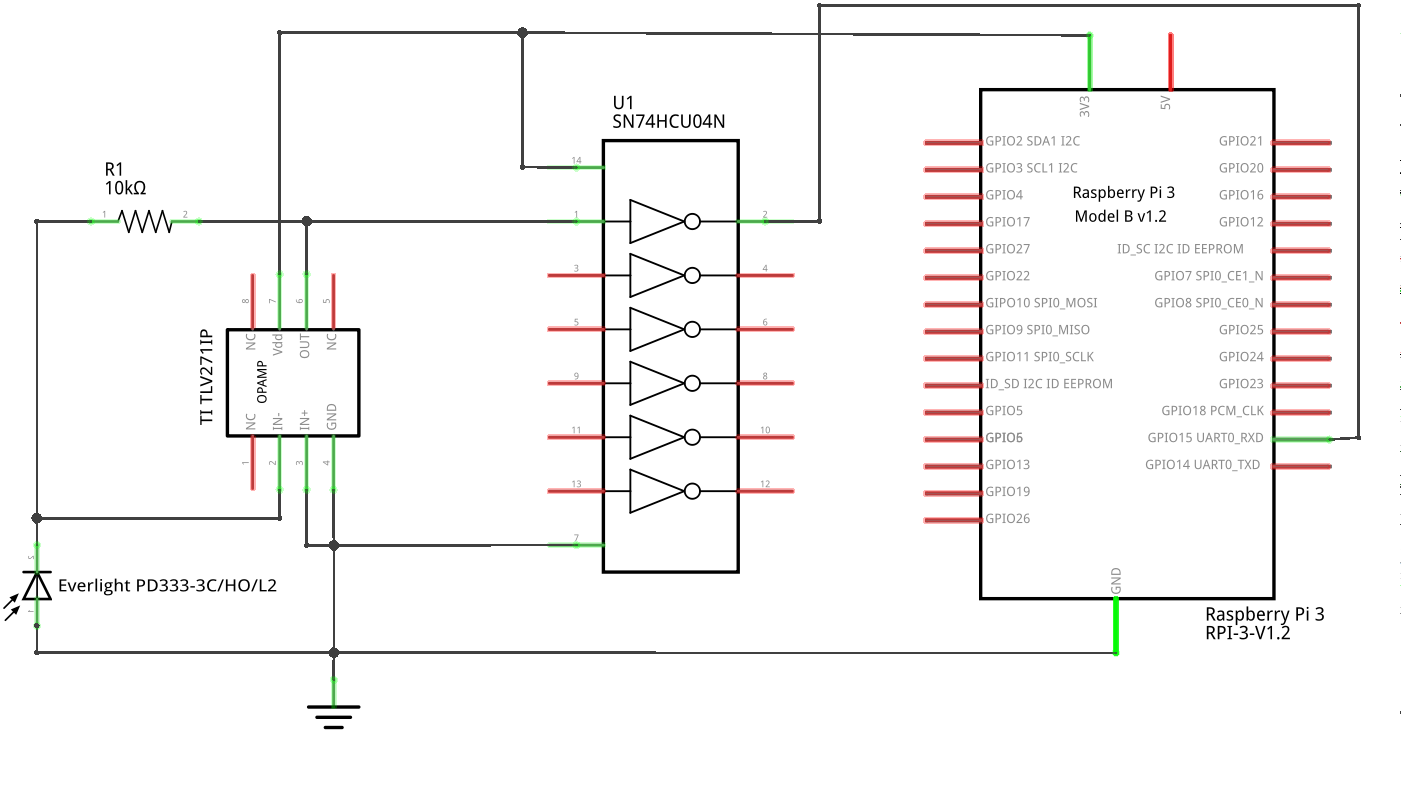 3V3
5V
U1
SN74HCU04N
14
1
2
3
4
5
6
9
8
11
10
13
12
7
R1
10kΩ
1
2
8
7
6
5
NC
Vdd
OUT
NC
TI TLV271IP
OPAMP
NC
IN-
IN+
GND
1
2
3
4
Everlight PD333-3C/HO/L2
GPIO2 SDA1 I2C
GPIO3 SCL1 I2C
GPIO4
GPIO17
GPIO27
GPIO22
GIPO10 SPI0_MOSI
GPIO9 SPI0_MISO
GPIO11 SPI0_SCLK
ID_SD I2C ID EEPROM
GPIO5
GPIO6
GPIO13
GPIO19
GPIO26
Raspberry Pi 3
Model B v1.2
GPIO21
GPIO20
GPIO16
GPIO12
ID_SC I2C ID EEPROM
GPIO7 SPI0_CE1_N
GPIO8 SPI0_CE0_N
GPIO25
GPIO24
GPIO23
GPIO18 PCM_CLK
GPIO15 UART0_RXD
GPIO14 UART0_TXD
GND
Raspberry Pi 3
RPI-3-V1.2